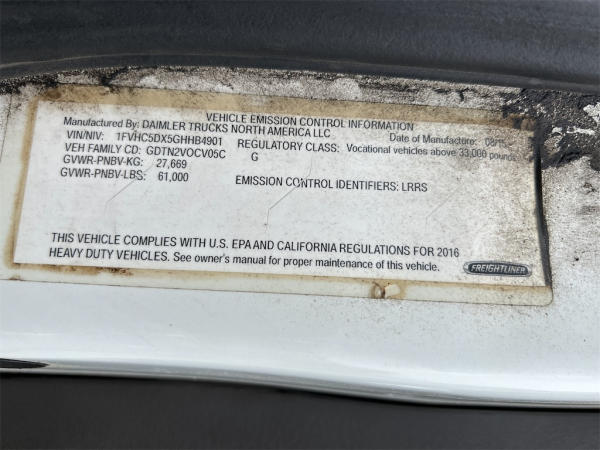 VEHICLE EMISSION CONTROL INFORMATION
Manufactured By: DAIMLER TRUCKS NORTH AMERICA LLC Date of Manufacture:
VIN/NIV: 1FVHC5DX5GHHB4901 REGULATORY CLASS: Vocational vehicles above 33,000 pounds
VEH FAMILY CD: GDTN2VOCV05C G
GVWR-PNBV-KG: 27,669
GVWR-PNBV-LBS: 61,000 EMISSION CONTROL IDENTIFIERS: LRRS
THIS VEHICLE COMPLIES WITH U.S. EPA AND CALIFORNIA REGULATIONS FOR 2016
HEAVY DUTY VEHICLES. See owner's manual for proper maintenance of this vehicle.
FREIGHTLINER